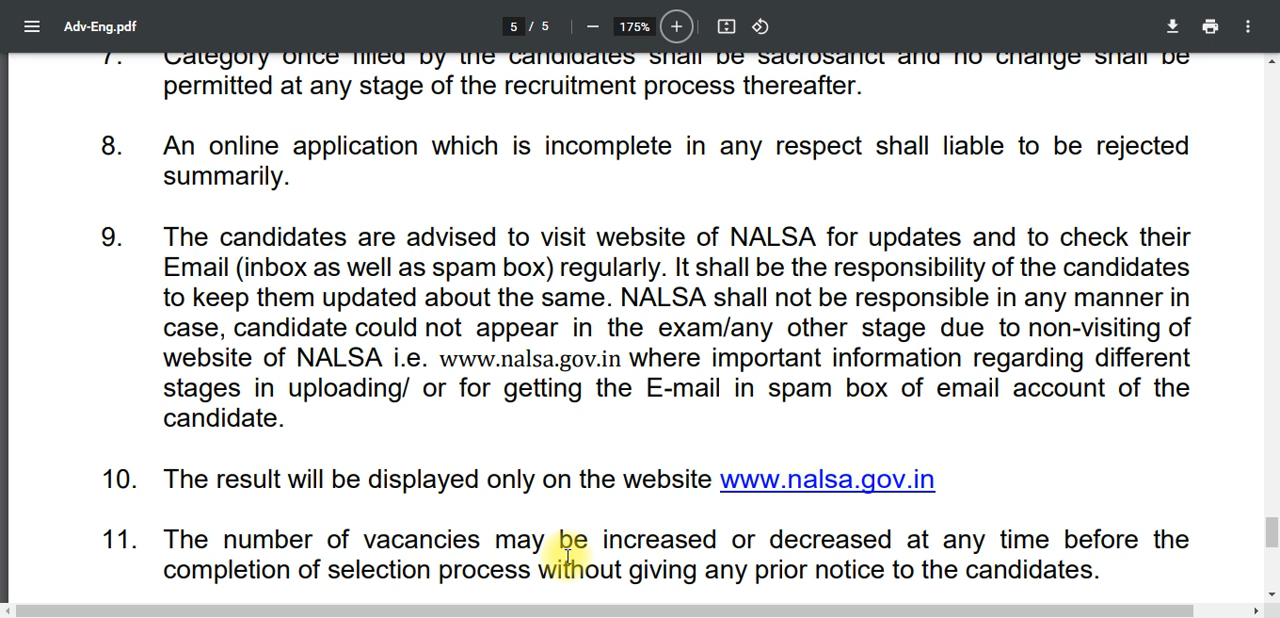 Adv-Eng.pdf 5 / 5 175%
7. Category once filled by the candidates shall be sacrosanct and no change shall be
permitted at any stage of the recruitment process thereafter.
8. An online application which is incomplete in any respect shall liable to be rejected
summarily.
9. The candidates are advised to visit website of NALSA for updates and to check their
Email (inbox as well as spam box) regularly. It shall be the responsibility of the candidates
to keep them updated about the same. NALSA shall not be responsible in any manner in
case, candidate could not appear in the exam/any other stage due to non-visiting of
website of NALSA i.e. www.nalsa.gov.in where important information regarding different
stages in uploading/ or for getting the E-mail in spam box of email account of the
candidate.
10. The result will be displayed only on the website www.nalsa.gov.in
11. The number of vacancies may be increased or decreased at any time before the
completion of selection process without giving any prior notice to the candidates.